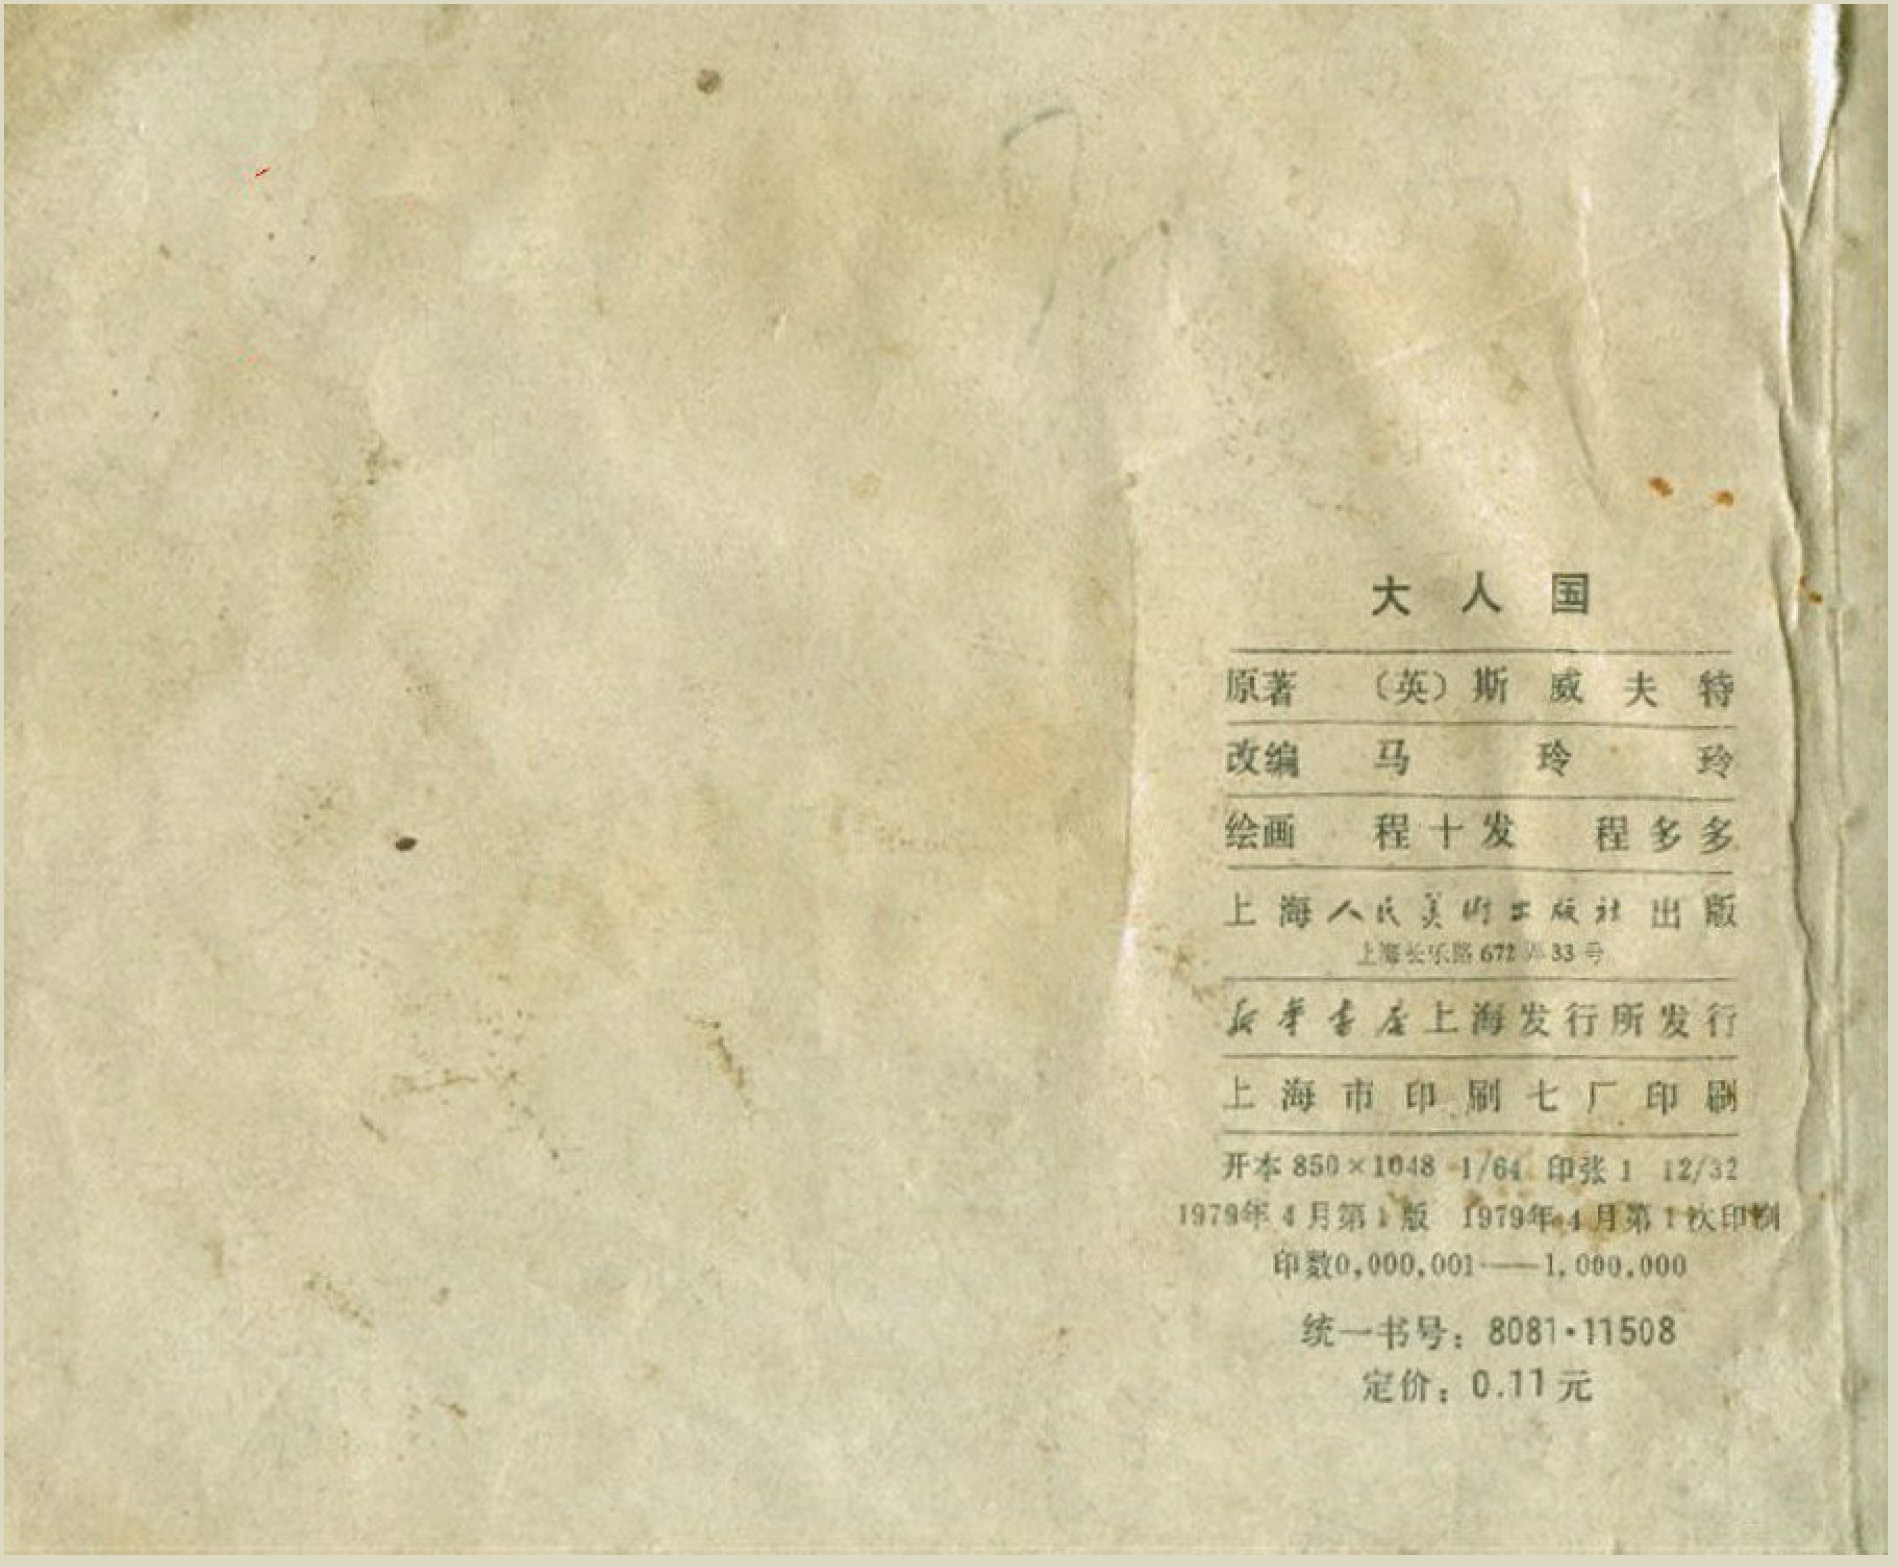 大人国
原著 （英）斯威夫特
改编 马玲玲
绘画 程十发 程多多
上海人民美術出版社出版
上海长乐路672弄33号
新华书店上海发行所发行
上海市印刷七厂印刷
开本 850×1048 1/64 印张 1 12/32
1979年4月第1版 1979年4月第1次印刷
印数0,000,001——1,000,000
统一书号：8081·11508
定价：0.11元